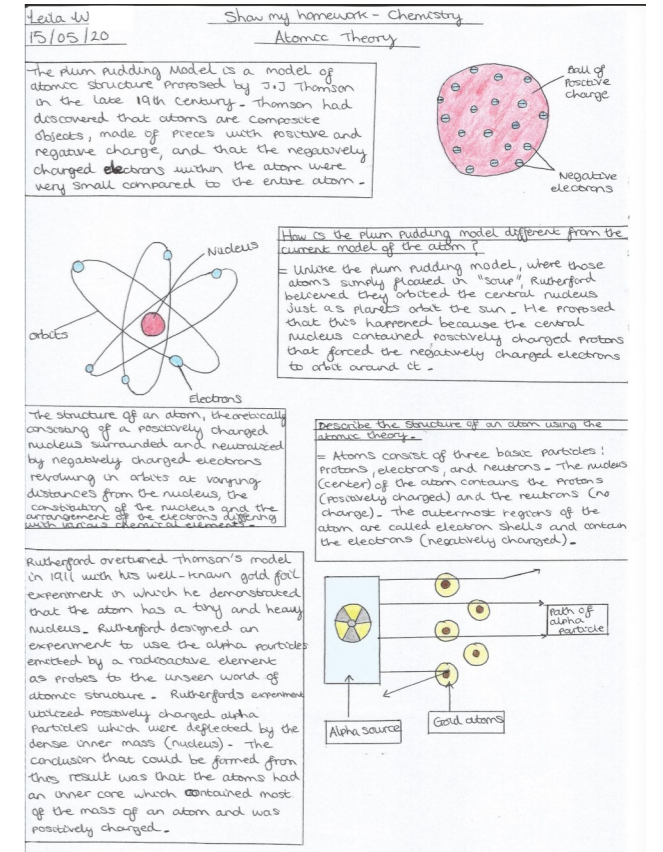 Leila W
Show my homework - Chemistry
15/05/20
Atomic Theory
The Plum Pudding Model is a model of
atomic structure proposed by J.J Thomson
in the late 19th Century. Thomson had
discovered that atoms are composite
objects, made of pieces with positive and
negative charge, and that the negatively
charged electrons within the atom were
very small compared to the entire atom.
Ball of
Positive
charge
Negative
electrons
Nucleus
orbits
Electrons
How is the plum pudding model different from the
current model of the atom?
= Unlike the plum pudding model, where those
atoms simply floated in "soup", Rutherford
believed they orbited the central nucleus
just as planets orbit the sun. He proposed
that this happened because the central
nucleus contained positively charged protons
that forced the negatively charged electrons
to orbit around it.
The structure of an atom, theoretically
consisting of a positively charged
nucleus surrounded and neutralized
by negatively charged electrons
revolving in orbits at varying
distances from the nucleus, the
constitution of the nucleus and the
arrangement of the electrons differing
with various chemical elements.
Describe the structure of an atom using the
atomic theory.
= Atoms consist of three basic particles:
protons, electrons, and neutrons. The nucleus
(center) of the atom contains the protons
(positively charged) and the neutrons (no
charge). The outermost regions of the
atom are called electron shells and contain
the electrons (negatively charged).
Rutherford overturned Thomson's model
in 1911 with his well-known gold foil
experiment in which he demonstrated
that the atom has a tiny and heavy
nucleus. Rutherford designed an
experiment to use the alpha particles
emitted by a radioactive element
as probes to the unseen world of
atomic structure. Rutherfords experiment
utilized positively charged alpha
Particles which were deflected by the
dense inner mass (nucleus). The
conclusion that could be formed from
this result was that the atoms had
an inner core which contained most
of the mass of an atom and was
positively charged.
Path of
alpha
particle
Alpha source
Gold atoms